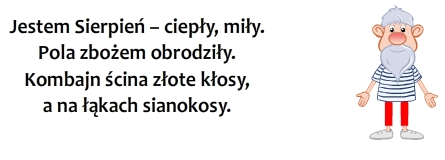 Jestem Sierpień – ciepły, miły.
Pola zbożem obrodziły.
Kombajn ścina złote kłosy,
a na łąkach sianokosy.